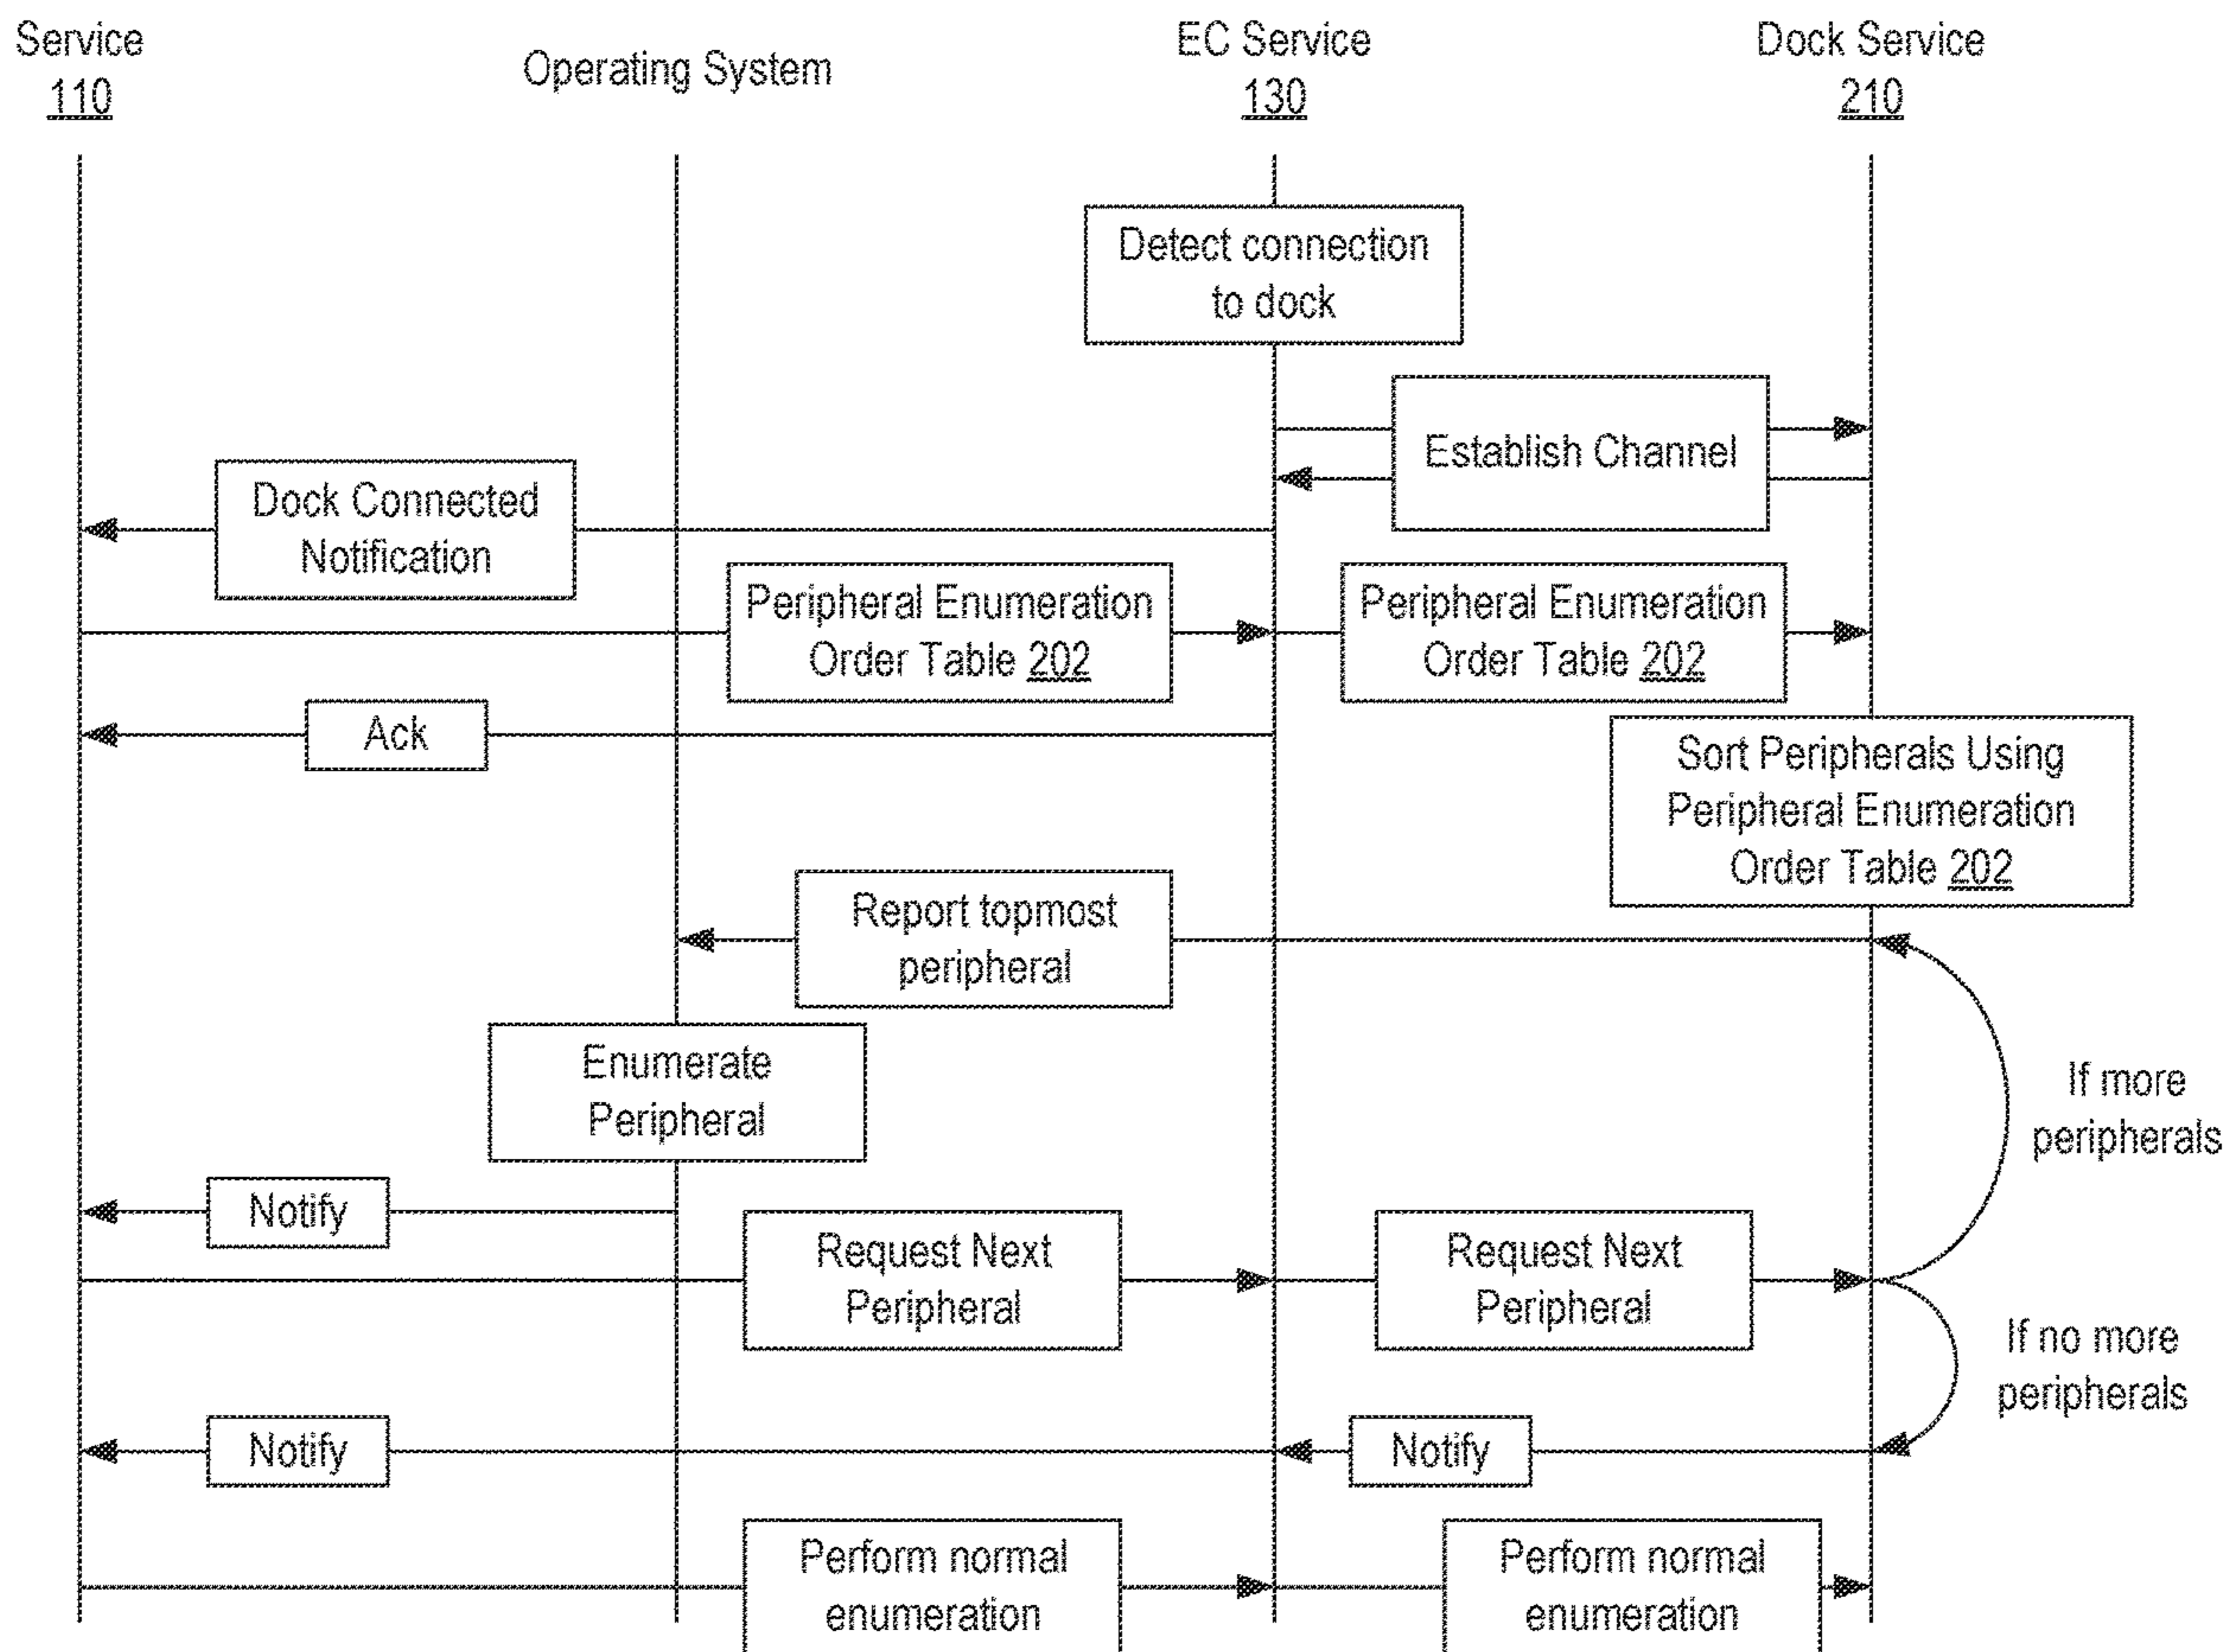 Service
110
Operating System
EC Service
130
Dock Service
210
Detect connection
to dock
Establish Channel
Dock Connected
Notification
Peripheral Enumeration
Order Table 202
Peripheral Enumeration
Order Table 202
Ack
Sort Peripherals Using
Peripheral Enumeration
Order Table 202
Report topmost
peripheral
Enumerate
Peripheral
If more
peripherals
Notify
Request Next
Peripheral
Request Next
Peripheral
If no more
peripherals
Notify
Notify
Perform normal
enumeration
Perform normal
enumeration